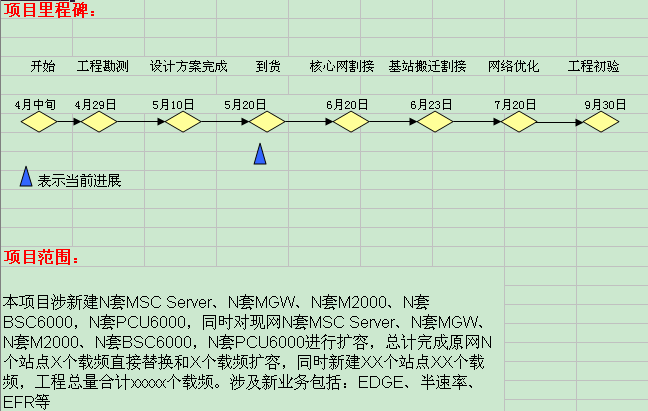 项目里程碑：
开始 工程勘测 设计方案完成 到货 核心网割接 基站搬迁割接 网络优化 工程初验
4月中旬 4月29日 5月10日 5月20日 6月20日 6月23日 7月20日 9月30日
表示当前进展
项目范围：
本项目涉新建N套MSC Server、N套MGW、N套M2000、N套
BSC6000，N套PCU6000，同时对现网N套MSC Server、N套MGW、
N套M2000、N套BSC6000，N套PCU6000进行扩容，总计完成原网N
个站点X个载频直接替换和X个载频扩容，同时新建XX个站点XX个载
频，工程总量合计xxxxx个载频。涉及新业务包括：EDGE、半速率、
EFR等